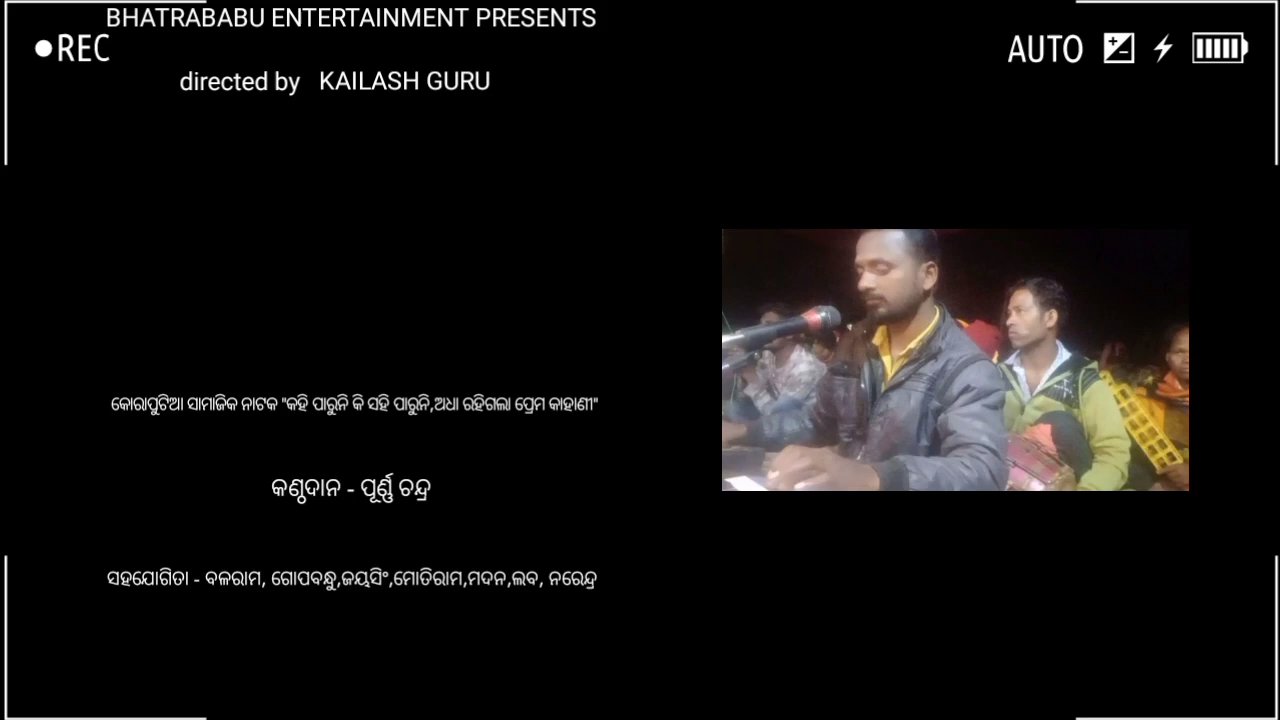 BHATRABABU ENTERTAINMENT PRESENTS
●REC
AUTO
directed by KAILASH GURU
କୋରାପୁଟିଆ ସାମାଜିକ ନାଟକ "କହି ପାରୁନି କି ସହି ପାରୁନି,ଅଧା ରହିଗଲା ପ୍ରେମ କାହାଣୀ"
କଣ୍ଠଦାନ - ପୂର୍ଣ୍ଣ ଚନ୍ଦ୍ର
ସହଯୋଗିତା - ବଳରାମ, ଗୋପବନ୍ଧୁ,ଜୟସିଂ,ମୋତିରାମ,ମଦନ,ଲବ, ନରେନ୍ଦ୍ର